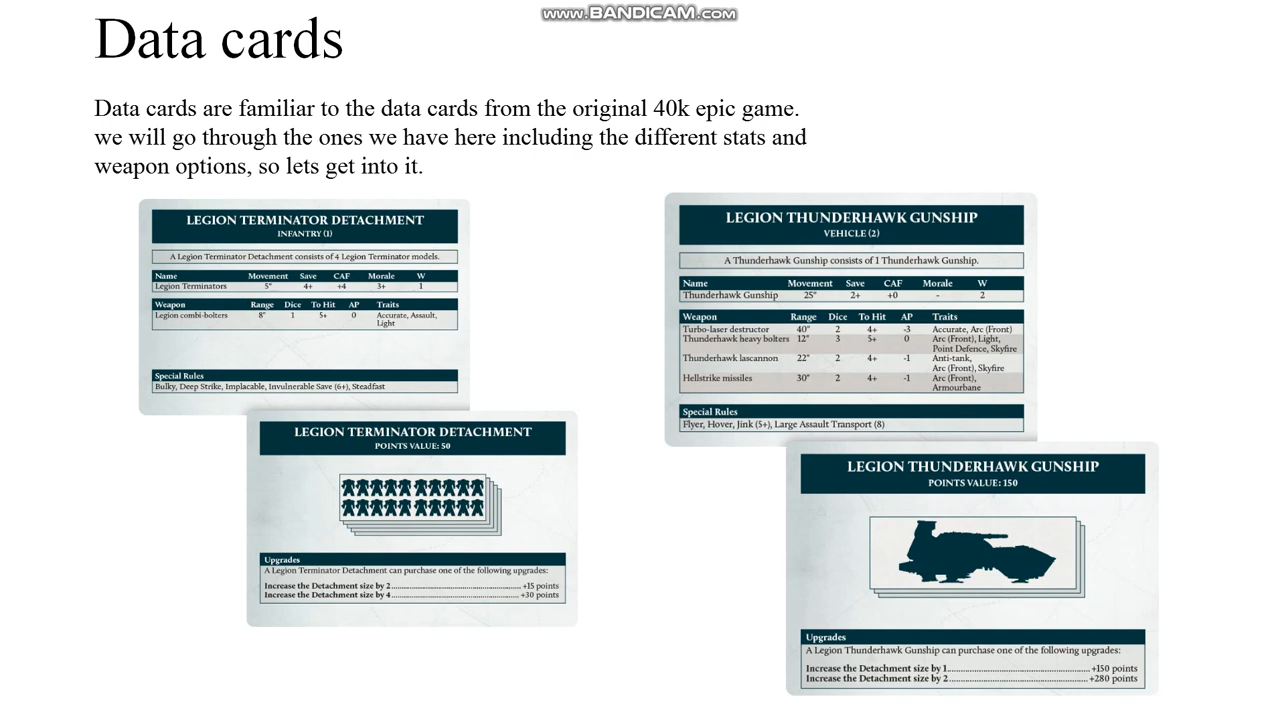 www.BANDICAM.com
Data cards
Data cards are familiar to the data cards from the original 40k epic game.
we will go through the ones we have here including the different stats and
weapon options, so lets get into it.
LEGION TERMINATOR DETACHMENT
INFANTRY (1)
A Legion Terminator Detachment consists of 4 Legion Terminator models.
Name Movement Save CAF Morale W
Legion Terminators 5" 4+ +4 3+ 1
Weapon Range Dice To Hit AP Traits
Legion combi-bolters 8" 1 5+ 0 Accurate, Assault,
Light
Special Rules
Bulky, Deep Strike, Implacable, Invulnerable Save (6+), Steadfast
LEGION TERMINATOR DETACHMENT
POINTS VALUE: 50
Upgrades
A Legion Terminator Detachment can purchase one of the following upgrades:
Increase the Detachment size by 2 ........ +15 points
Increase the Detachment size by 4 ........ +30 points
LEGION THUNDERHAWK GUNSHIP
VEHICLE (2)
A Thunderhawk Gunship consists of 1 Thunderhawk Gunship.
Name Movement Save CAF Morale W
Thunderhawk Gunship 25" 2+ +0 - 2
Weapon Range Dice To Hit AP Traits
Turbo-laser destructor 40" 2 4+ -3 Accurate, Arc (Front)
Thunderhawk heavy bolters 12" 3 5+ 0 Arc (Front), Light,
Point Defence, Skyfire
Thunderhawk lascannon 22" 2 4+ -1 Anti-tank,
Arc (Front), Skyfire
Hellstrike missiles 30" 2 4+ -1 Arc (Front),
Armourbane
Special Rules
Flyer, Hover, Jink (5+), Large Assault Transport (8)
LEGION THUNDERHAWK GUNSHIP
POINTS VALUE: 150
Upgrades
A Legion Thunderhawk Gunship can purchase one of the following upgrades:
Increase the Detachment size by 1 ........ +150 points
Increase the Detachment size by 2 ........ +280 points